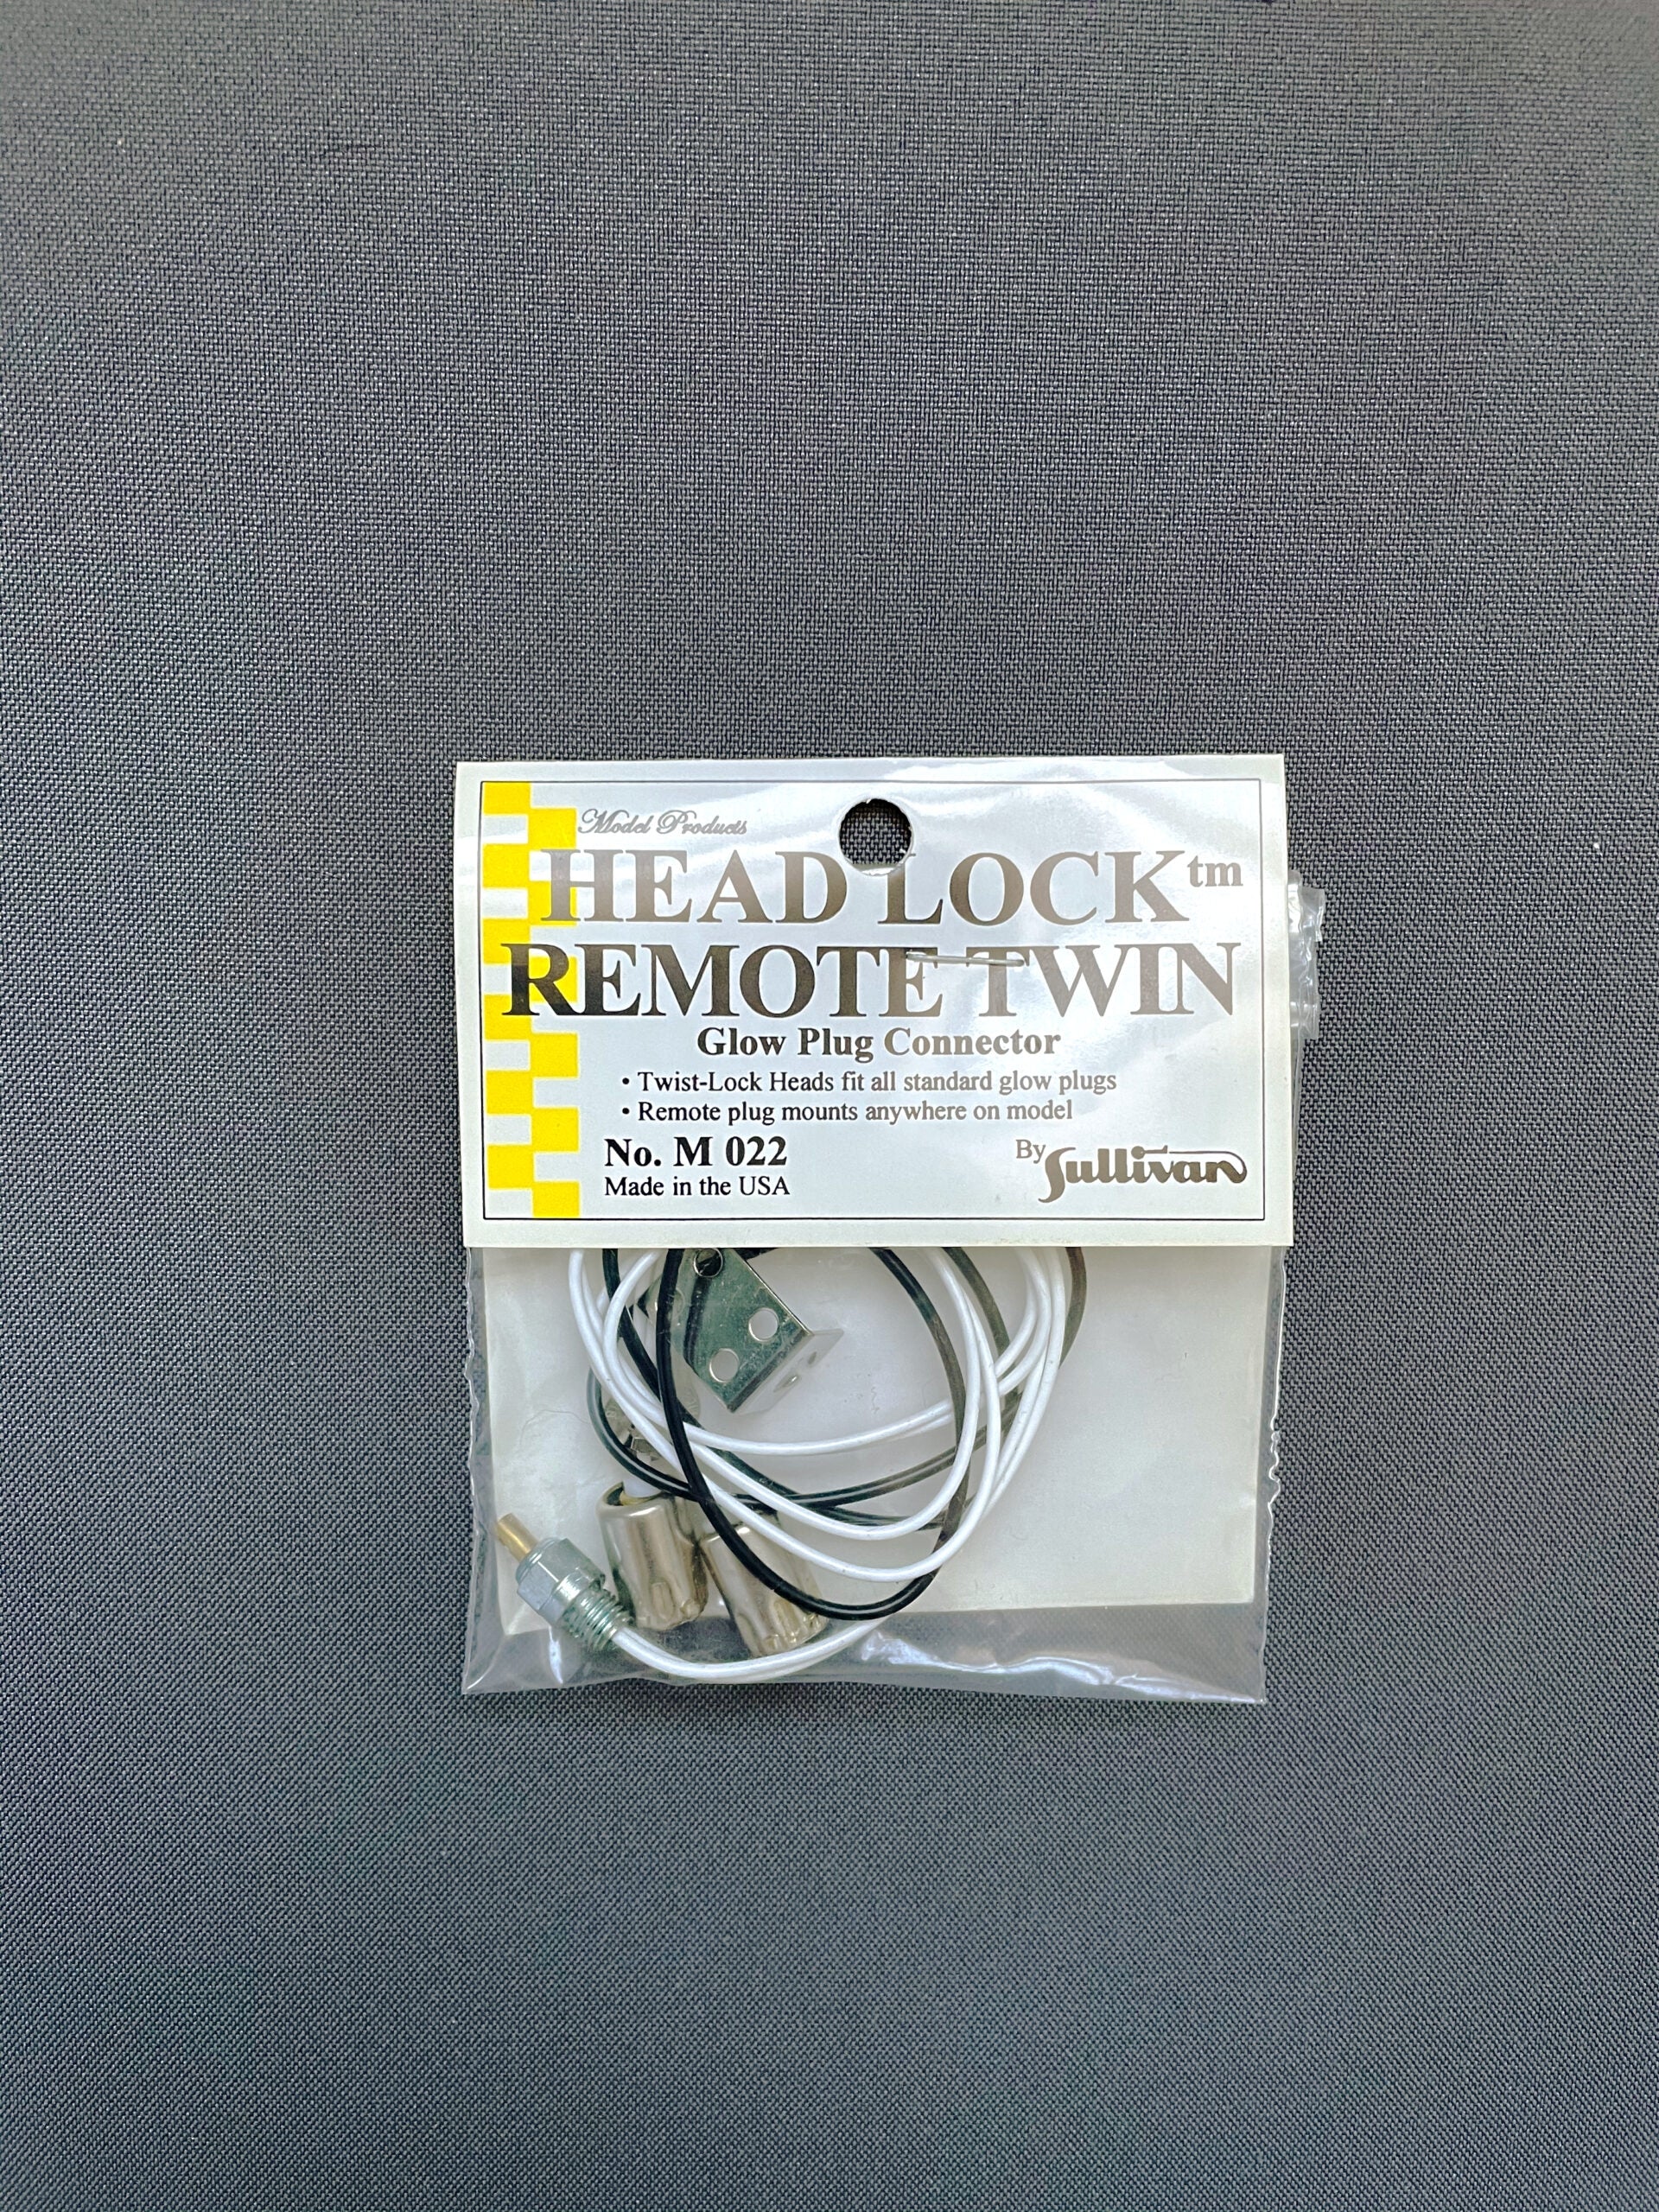 Model Products
HEAD LOCK tm
REMOTE TWIN
Glow Plug Connector
• Twist-Lock Heads fit all standard glow plugs
• Remote plug mounts anywhere on model
No. M 022
Made in the USA
By Sullivan